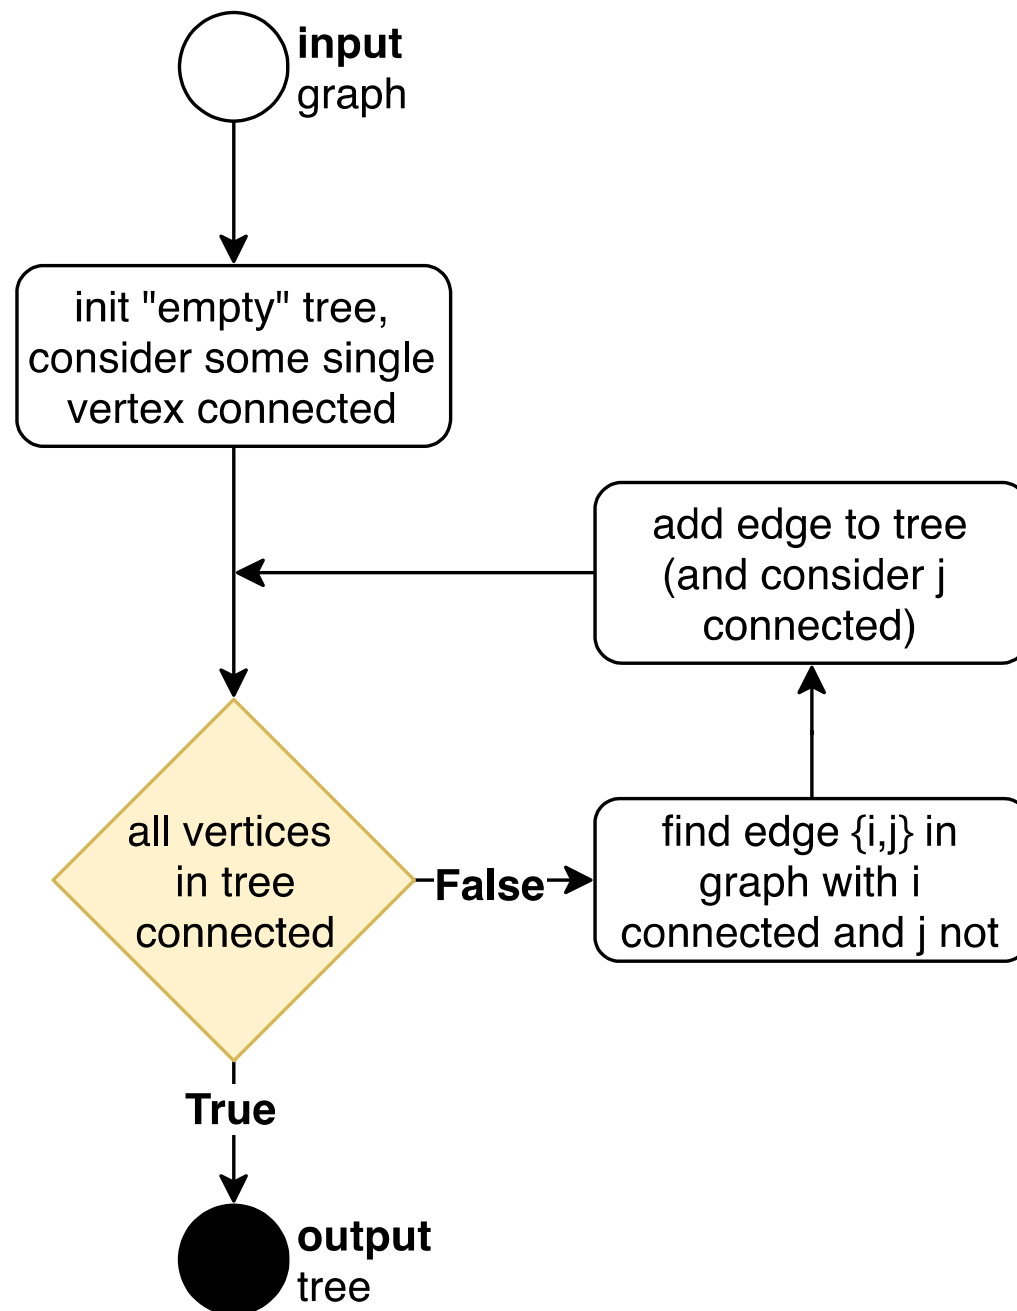 input
graph
init "empty" tree,
consider some single
vertex connected
add edge to tree
(and consider j
connected)
all vertices
in tree
connected
False
find edge {i,j} in
graph with i
connected and j not
True
output
tree